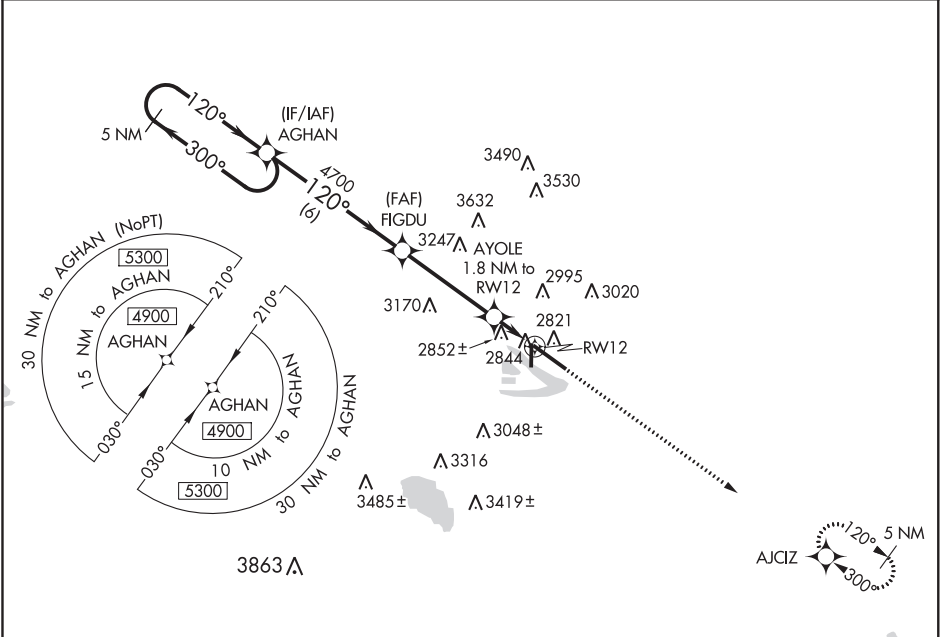 120°
5 NM
300°
(IF/IAF)
AGHAN
4700
120°
(6)
(FAF)
FIGDU
3490
3530
3632
3247
AYOLE
1.8 NM to
RW12
2995
3020
3170
2821
2852±
2844
RW12
30 NM to AGHAN (NoPT)
5300
15 NM to AGHAN
4900
AGHAN
210°
030°
210°
AGHAN
4900
10 NM to AGHAN
5300
30 NM to AGHAN
030°
3048±
3316
3485±
3419±
3863
AJCIZ
120°
5 NM
300°